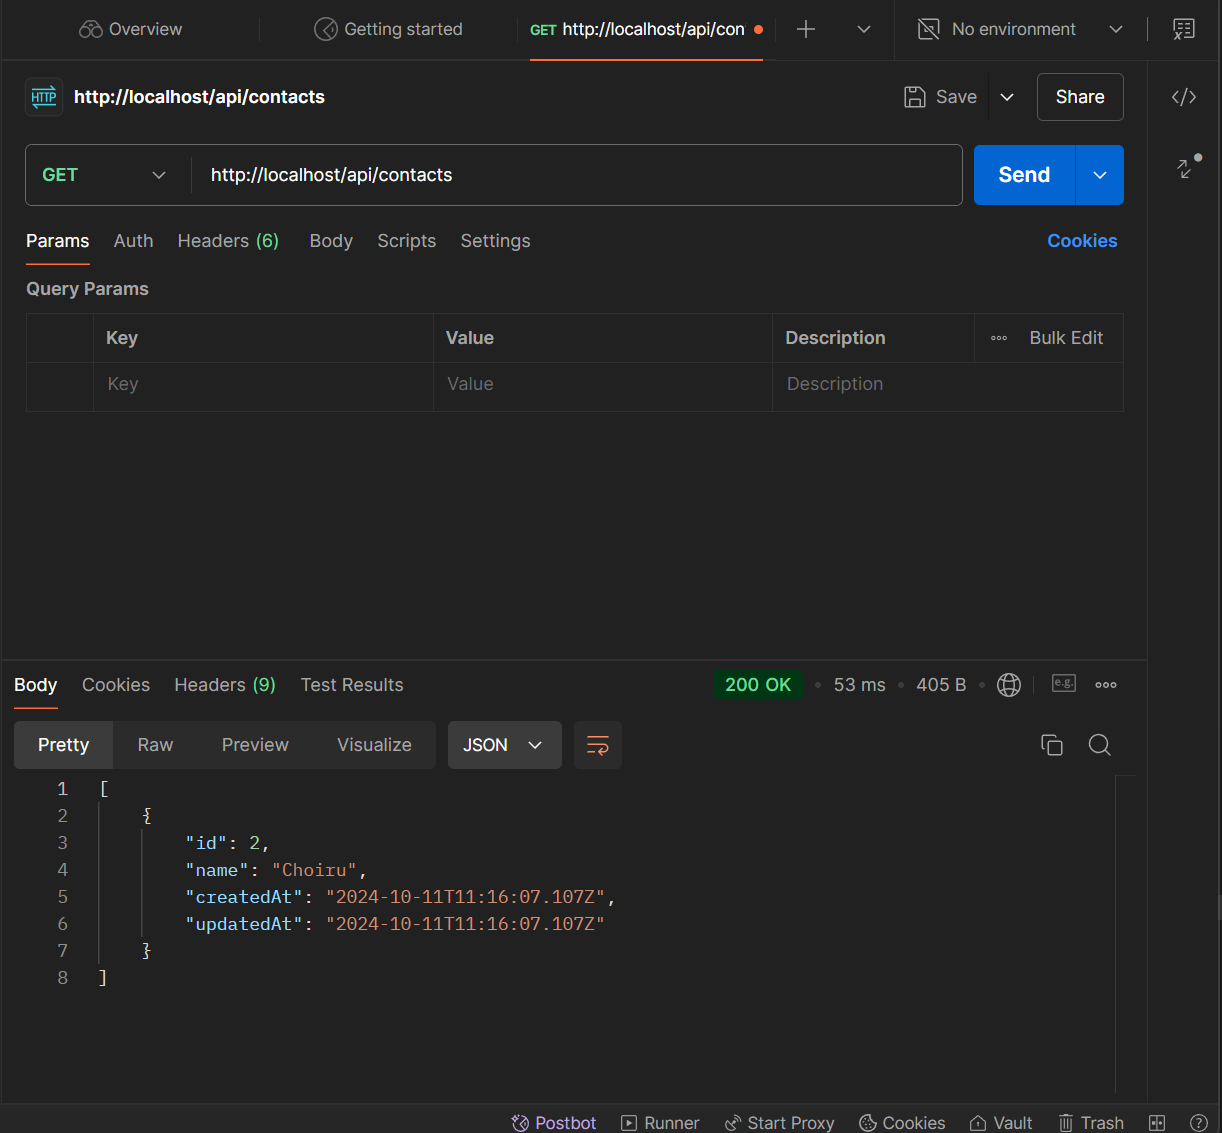 Overview Getting started GET http://localhost/api/con No environment
HTTP http://localhost/api/contacts Save Share
GET http://localhost/api/contacts Send
Params Auth Headers (6) Body Scripts Settings Cookies
Query Params
Key Value Description Bulk Edit
Key Value Description
Body Cookies Headers (9) Test Results 200 OK • 53 ms • 405 B • e.g.
Pretty Raw Preview Visualize JSON
1 [
2 {
3 "id": 2,
4 "name": "Choiru",
5 "createdAt": "2024-10-11T11:16:07.107Z",
6 "updatedAt": "2024-10-11T11:16:07.107Z"
7 }
8 ]
Postbot Runner Start Proxy Cookies Vault Trash